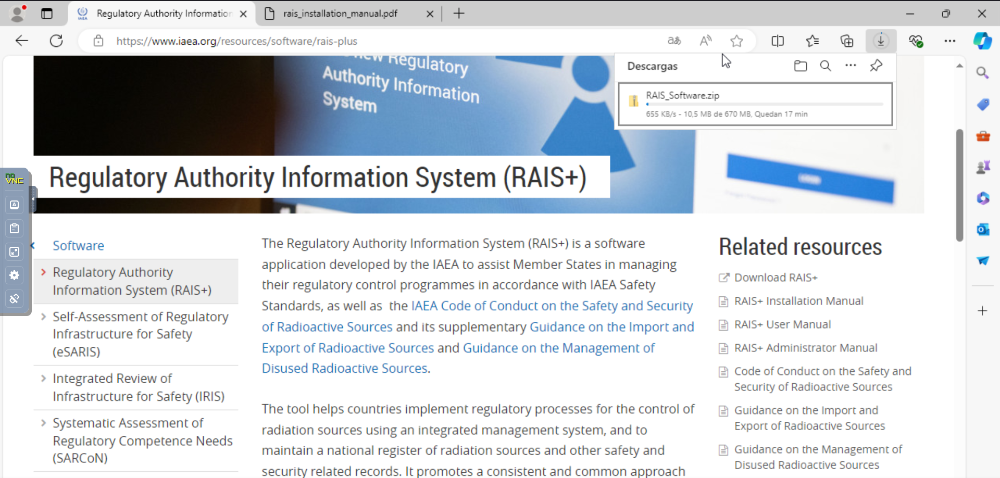 Regulatory Authority Information
rais_installation_manual.pdf
https://www.iaea.org/resources/software/rais-plus
new Regulatory
Authority Information
System
Descargas
RAIS_Software.zip
655 KB/s - 10,5 MB de 670 MB, Quedan 17 min
Regulatory Authority Information System (RAIS+)
no
VNC
Software
Regulatory Authority
Information System (RAIS+)
Self-Assessment of Regulatory
Infrastructure for Safety
(eSARIS)
Integrated Review of
Infrastructure for Safety (IRIS)
Systematic Assessment of
Regulatory Competence Needs
(SARCoN)
The Regulatory Authority Information System (RAIS+) is a software
application developed by the IAEA to assist Member States in managing
their regulatory control programmes in accordance with IAEA Safety
Standards, as well as the IAEA Code of Conduct on the Safety and Security
of Radioactive Sources and its supplementary Guidance on the Import and
Export of Radioactive Sources and Guidance on the Management of
Disused Radioactive Sources.
The tool helps countries implement regulatory processes for the control of
radiation sources using an integrated management system, and to
maintain a national register of radiation sources and other safety and
security related records. It promotes a consistent and common approach
Related resources
Download RAIS+
RAIS+ Installation Manual
RAIS+ User Manual
RAIS+ Administrator Manual
Code of Conduct on the Safety and
Security of Radioactive Sources
Guidance on the Import and
Export of Radioactive Sources
Guidance on the Management of
Disused Radioactive Sources